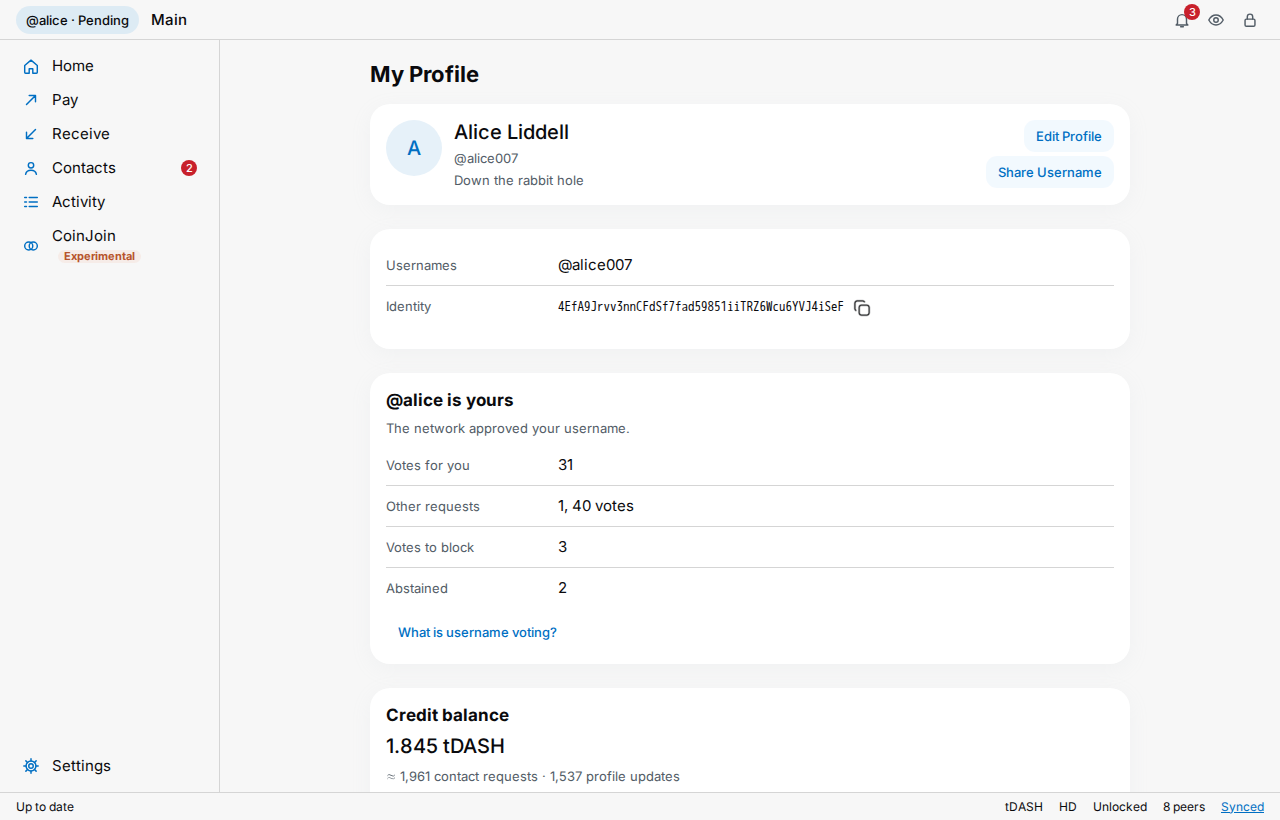 @alice · Pending
Main
3
Home
Pay
Receive
Contacts
2
Activity
CoinJoin
Experimental
Settings
My Profile
A
Alice Liddell
@alice007
Down the rabbit hole
Edit Profile
Share Username
Usernames
@alice007
Identity
4EfA9Jrvv3nnCFdSf7fad59851iiTRZ6Wcu6YVJ4iSeF
@alice is yours
The network approved your username.
Votes for you
31
Other requests
1, 40 votes
Votes to block
3
Abstained
2
What is username voting?
Credit balance
1.845 tDASH
≈ 1,961 contact requests · 1,537 profile updates
Up to date
tDASH
HD
Unlocked
8 peers
Synced